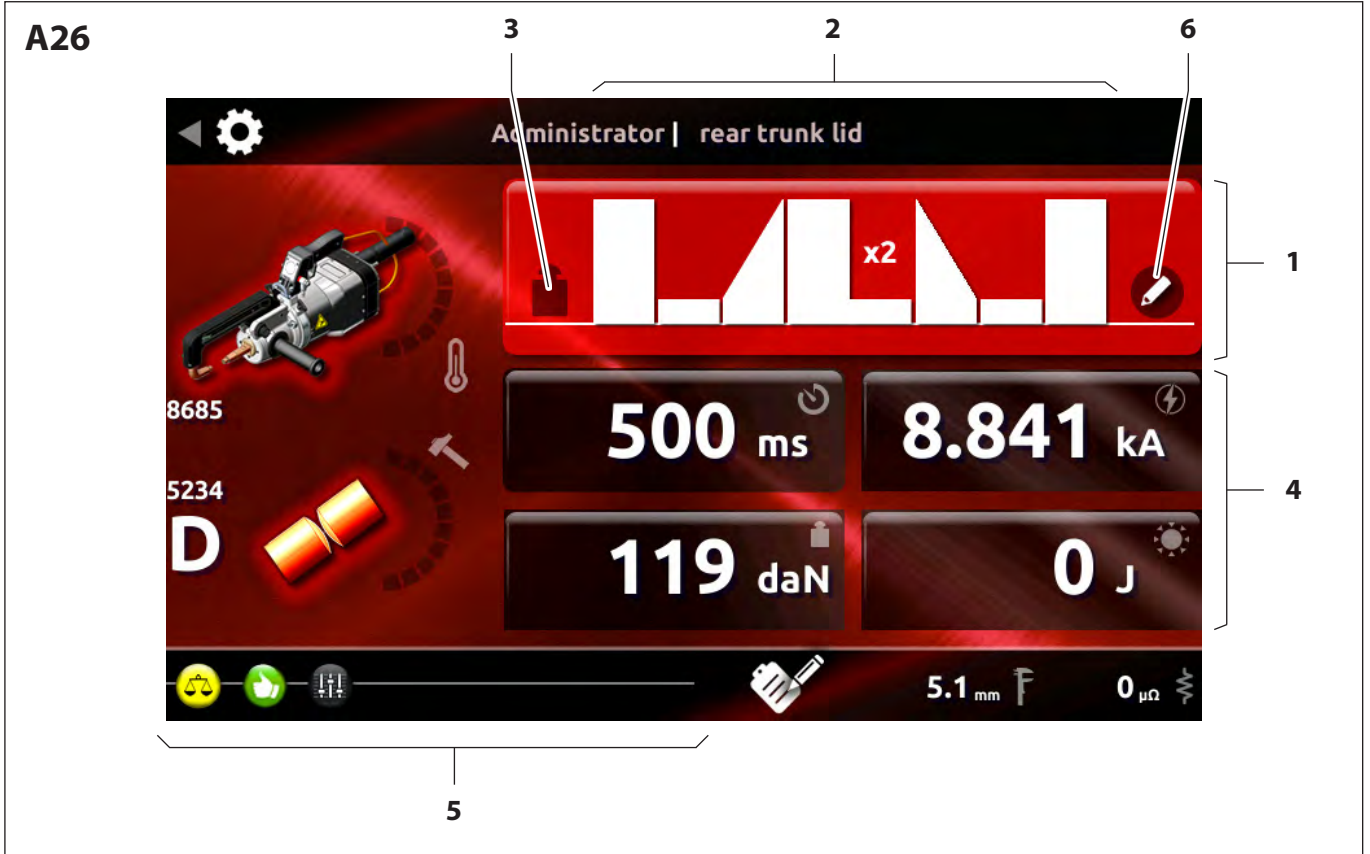 A26
3 2 6
Administrator | rear trunk lid
x2
1
8685
500 ms 8.841 kA
4
5234
D
119 daN 0 J
5.1 mm 0 µΩ
5